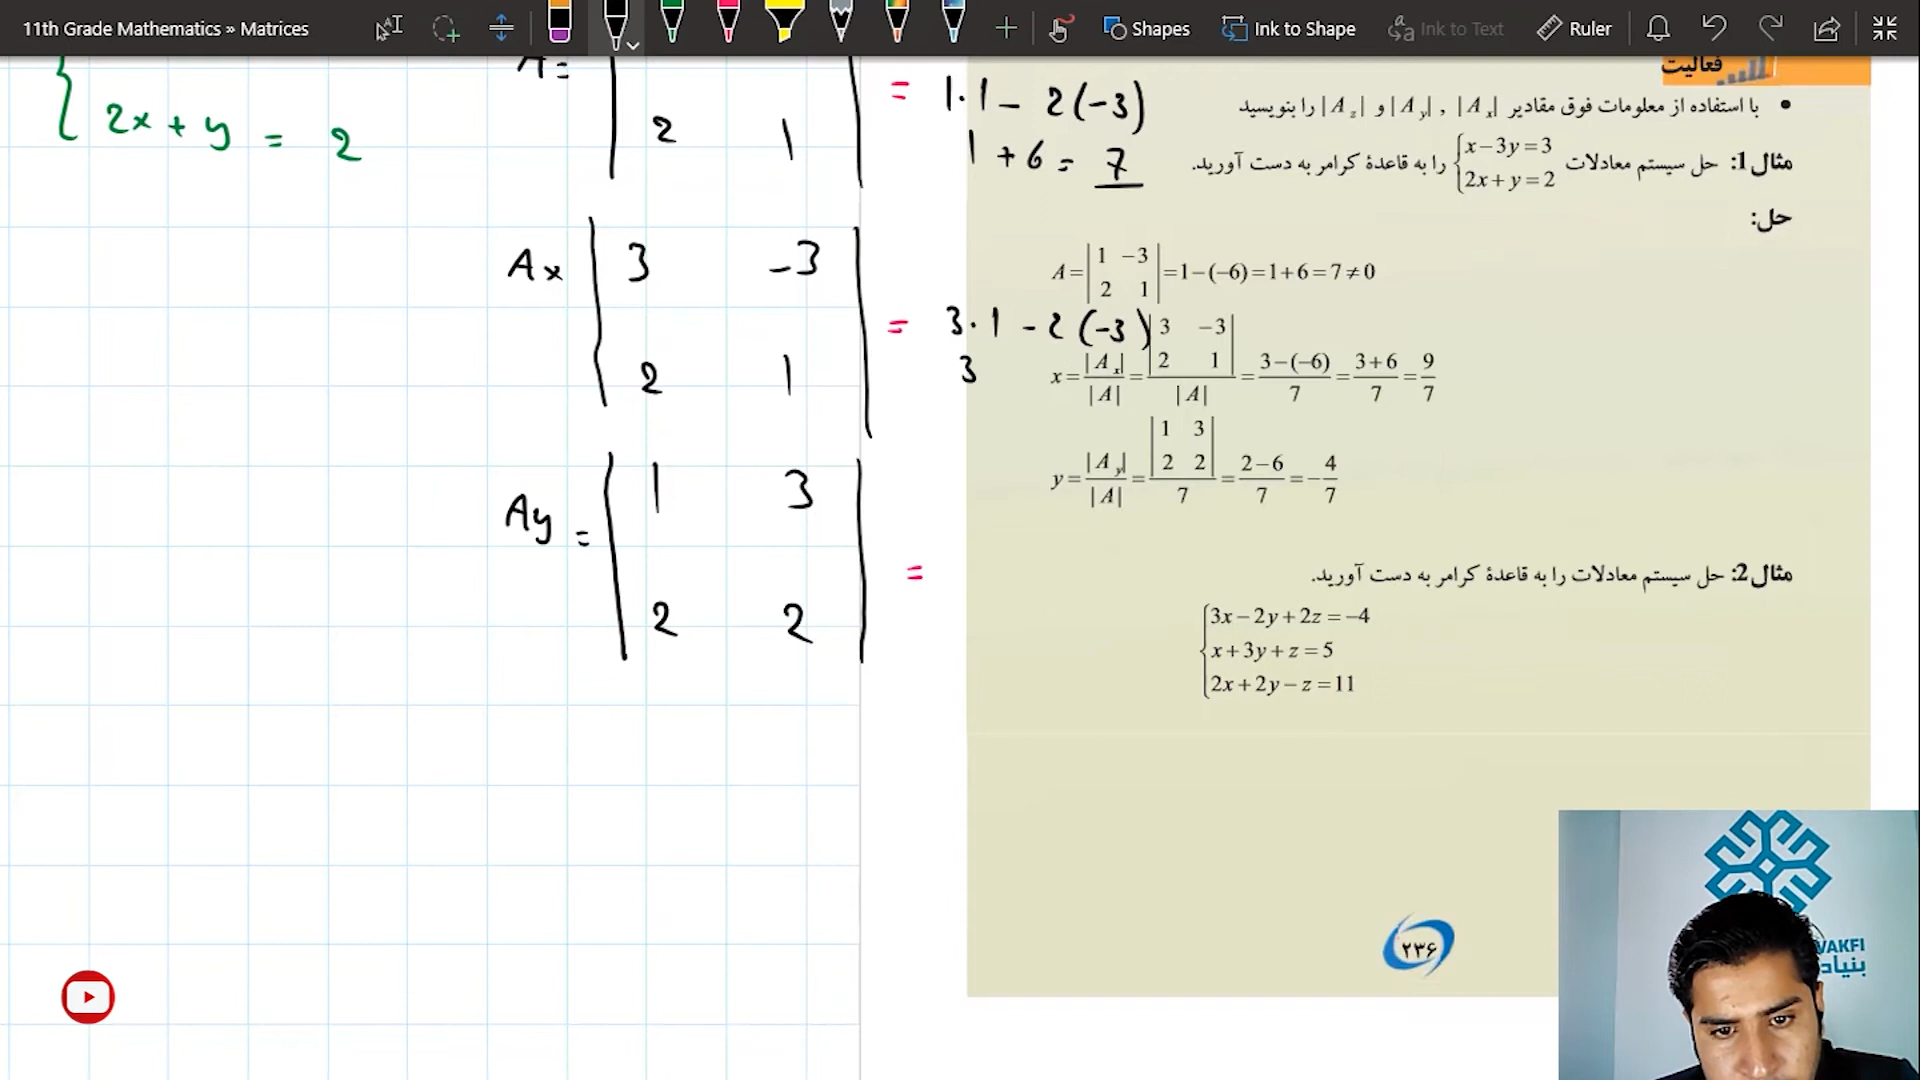 11th Grade Mathematics » Matrices
Shapes
Ink to Shape
Ink to Text
Ruler
2x + y = 2
A =
2 1
= 1·1 - 2(-3)
1 + 6 = 7
Ax | 3 -3 |
| 2 1 |
= 3·1 - 2(-3)
3
Ay = | 1 3 |
| 2 2 |
=
فعالیت
• با استفاده از معلومات فوق مقادیر |Aₓ| , |Aᵧ| و |A_z| را بنویسید
مثال 1: حل سیستم معادلات {x−3y=3 را به قاعدهٔ کرامر به دست آورید.
2x+y=2
حل:
A = | 1 −3 | = 1−(−6) = 1+6 = 7 ≠ 0
| 2 1 |
x = |Aₓ| / |A| = | 3 −3 | | 2 1 | / |A| = 3−(−6) / 7 = 3+6 / 7 = 9 / 7
y = |Aᵧ| / |A| = | 1 3 | | 2 2 | / 7 = 2−6 / 7 = − 4 / 7
مثال 2: حل سیستم معادلات را به قاعدهٔ کرامر به دست آورید.
3x−2y+2z=−4
x+3y+z=5
2x+2y−z=11
۲۳۶
VAKFI
بنیاد